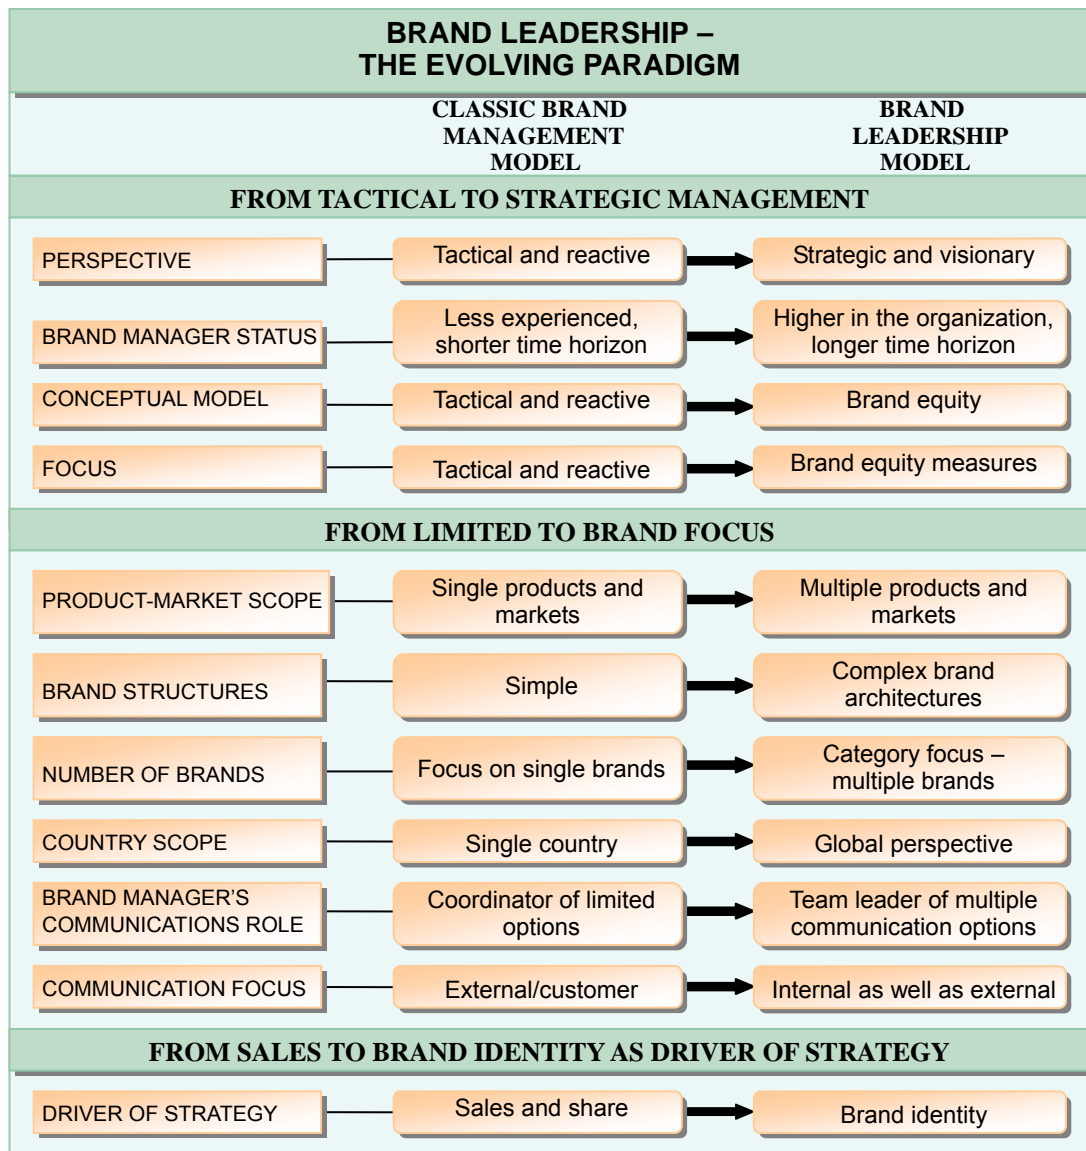 BRAND LEADERSHIP –
THE EVOLVING PARADIGM
CLASSIC BRAND
MANAGEMENT
MODEL
BRAND
LEADERSHIP
MODEL
FROM TACTICAL TO STRATEGIC MANAGEMENT
PERSPECTIVE
Tactical and reactive
Strategic and visionary
BRAND MANAGER STATUS
Less experienced,
shorter time horizon
Higher in the organization,
longer time horizon
CONCEPTUAL MODEL
Tactical and reactive
Brand equity
FOCUS
Tactical and reactive
Brand equity measures
FROM LIMITED TO BRAND FOCUS
PRODUCT-MARKET SCOPE
Single products and
markets
Multiple products and
markets
BRAND STRUCTURES
Simple
Complex brand
architectures
NUMBER OF BRANDS
Focus on single brands
Category focus –
multiple brands
COUNTRY SCOPE
Single country
Global perspective
BRAND MANAGER'S
COMMUNICATIONS ROLE
Coordinator of limited
options
Team leader of multiple
communication options
COMMUNICATION FOCUS
External/customer
Internal as well as external
FROM SALES TO BRAND IDENTITY AS DRIVER OF STRATEGY
DRIVER OF STRATEGY
Sales and share
Brand identity